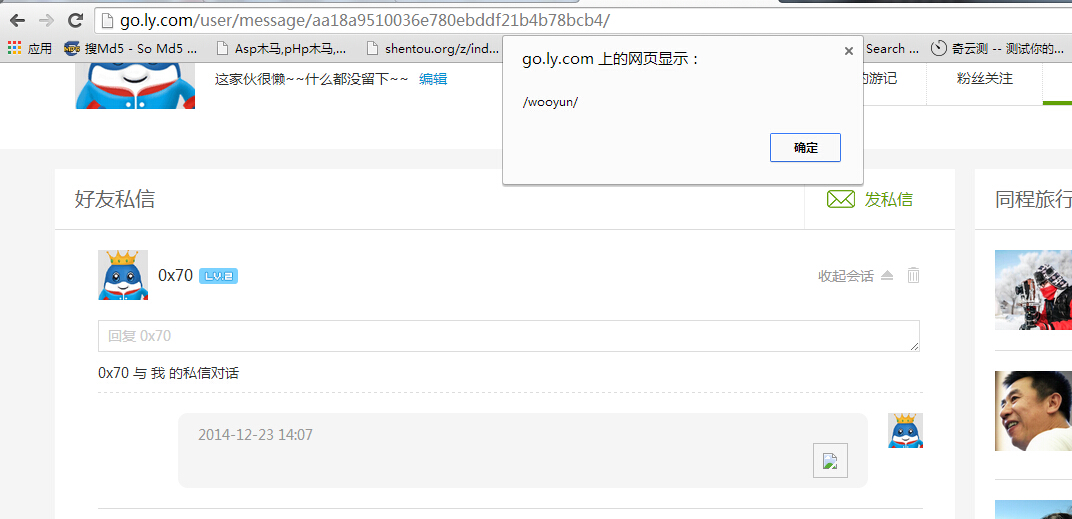 go.ly.com/user/message/aa18a9510036e780ebddf21b4b78bcb4/
应用 搜Md5 - So Md5 ... Asp木马,pHp木马,... shentou.org/z/ind... Search ... 奇云测 -- 测试你的...
go.ly.com 上的网页显示：
/wooyun/
确定
这家伙很懒~~什么都没留下~~ 编辑
的游记 粉丝关注
好友私信 发私信 同程旅行
0x70 LV.2 收起会话
回复 0x70
0x70 与 我 的私信对话
2014-12-23 14:07